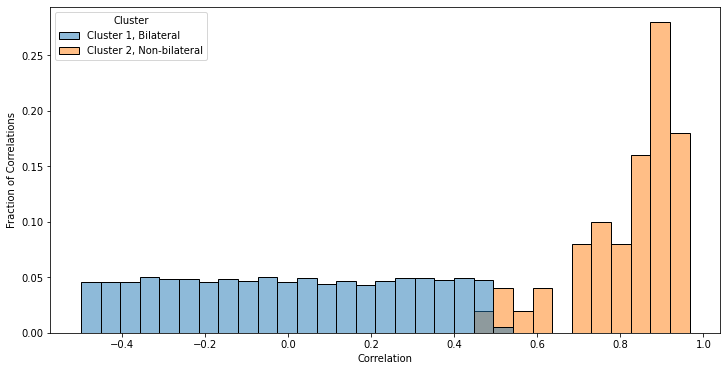 Cluster
Cluster 1, Bilateral
Cluster 2, Non-bilateral
Fraction of Correlations
0.25
0.20
0.15
0.10
0.05
0.00
−0.4 −0.2 0.0 0.2 0.4 0.6 0.8 1.0
Correlation